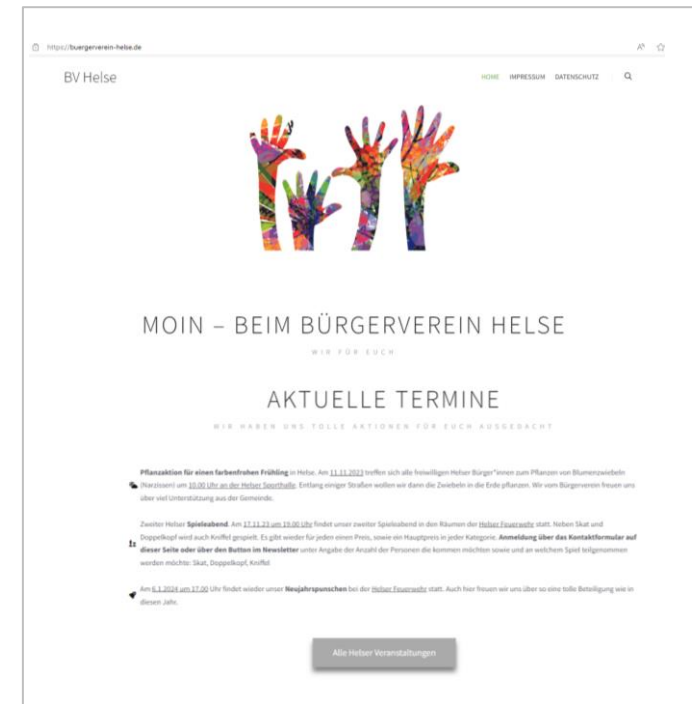 https://buergerverein-helse.de
BV Helse
HOME IMPRESSUM DATENSCHUTZ
MOIN – BEIM BÜRGERVEREIN HELSE
WIR FÜR EUCH
AKTUELLE TERMINE
WIR HABEN UNS TOLLE AKTIONEN FÜR EUCH AUSGEDACHT
Pflanzaktion für einen farbenfrohen Frühling in Helse. Am 11.11.2023 treffen sich alle freiwilligen Helser Bürger*innen zum Pflanzen von Blumenzwiebeln
(Narzissen) um 10.00 Uhr an der Helser Sporthalle. Entlang einiger Straßen wollen wir dann die Zwiebeln in die Erde pflanzen. Wir vom Bürgerverein freuen uns
über viel Unterstützung aus der Gemeinde.
Zweiter Helser Spieleabend. Am 17.11.23 um 19.00 Uhr findet unser zweiter Spieleabend in den Räumen der Helser Feuerwehr statt. Neben Skat und
Doppelkopf wird auch Kniffel gespielt. Es gibt wieder für jeden einen Preis, sowie ein Hauptpreis in jeder Kategorie. Anmeldung über das Kontaktformular auf
dieser Seite oder über den Button im Newsletter unter Angabe der Anzahl der Personen die kommen möchten sowie und an welchem Spiel teilgenommen
werden möchte: Skat, Doppelkopf, Kniffel
Am 6.1.2024 um 17.00 Uhr findet wieder unser Neujahrspunschen bei der Helser Feuerwehr statt. Auch hier freuen wir uns über so eine tolle Beteiligung wie in
diesen Jahr.
Alle Helser Veranstaltungen